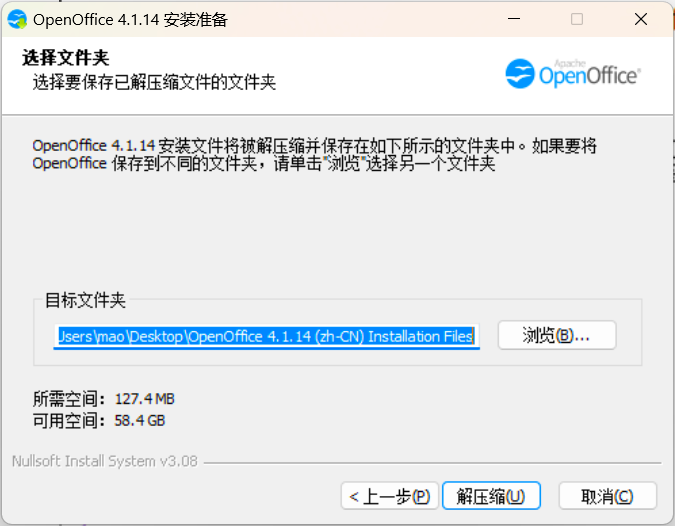 OpenOffice 4.1.14 安装准备
选择文件夹
选择要保存已解压缩文件的文件夹
Apache
OpenOffice
OpenOffice 4.1.14 安装文件将被解压缩并保存在如下所示的文件夹中。如果要将
OpenOffice 保存到不同的文件夹，请单击"浏览"选择另一个文件夹
目标文件夹
Users\mao\Desktop\OpenOffice 4.1.14 (zh-CN) Installation Files
浏览(B)...
所需空间： 127.4 MB
可用空间： 58.4 GB
Nullsoft Install System v3.08
< 上一步(P)
解压缩(U)
取消(C)